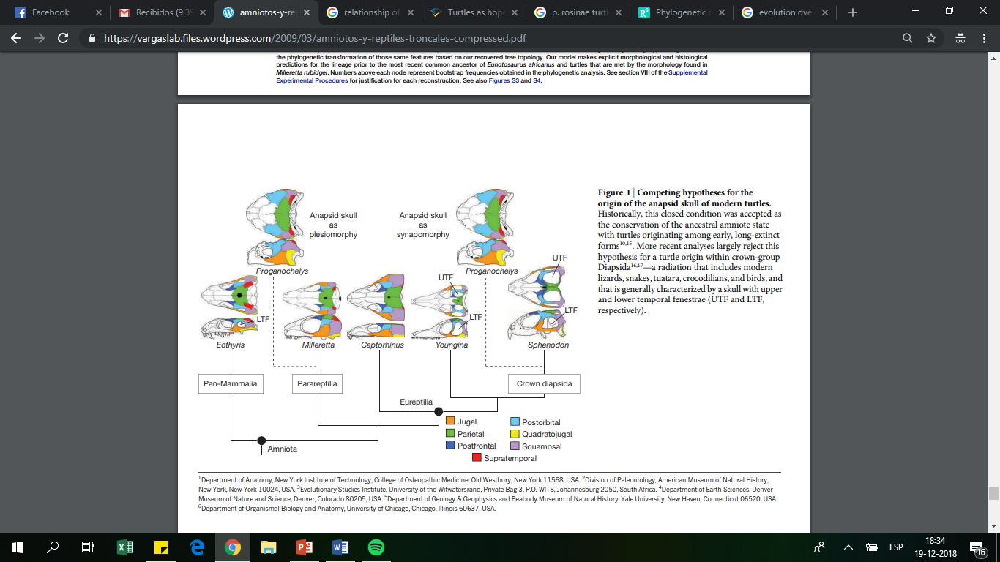 Facebook
Recibidos (9.39
amniotos-y-rep
relationship of
Turtles as hope
p. rosinae turt
Phylogenetic r
evolution dvel
https://vargaslab.files.wordpress.com/2009/03/amniotos-y-reptiles-troncales-compressed.pdf
the phylogenetic transformation of those same features based on our recovered tree topology. Our model makes explicit morphological and histological
predictions for the lineage prior to the most recent common ancestor of Eunotosaurus africanus and turtles that are met by the morphology found in
Milleretta rubidgei. Numbers above each node represent bootstrap frequencies obtained in the phylogenetic analysis. See section VIII of the Supplemental
Experimental Procedures for justification for each reconstruction. See also Figures S3 and S4.
Anapsid skull
as
plesiomorphy
Anapsid skull
as
synapomorphy
Proganochelys
Proganochelys
UTF
UTF
LTF
LTF
LTF
Eothyris
Milleretta
Captorhinus
Youngina
Sphenodon
Pan-Mammalia
Parareptilia
Crown diapsida
Eureptilia
Amniota
Jugal
Parietal
Postfrontal
Postorbital
Quadratojugal
Squamosal
Supratemporal
Figure 1 | Competing hypotheses for the
origin of the anapsid skull of modern turtles.
Historically, this closed condition was accepted as
the conservation of the ancestral amniote state
with turtles originating among early, long-extinct
forms10,15. More recent analyses largely reject this
hypothesis for a turtle origin within crown-group
Diapsida16,17—a radiation that includes modern
lizards, snakes, tuatara, crocodilians, and birds, and
that is generally characterized by a skull with upper
and lower temporal fenestrae (UTF and LTF,
respectively).
1Department of Anatomy, New York Institute of Technology, College of Osteopathic Medicine, Old Westbury, New York 11568, USA. 2Division of Paleontology, American Museum of Natural History,
New York, New York 10024, USA. 3Evolutionary Studies Institute, University of the Witwatersrand, Private Bag 3, P.O. WITS, Johannesburg 2050, South Africa. 4Department of Earth Sciences, Denver
Museum of Nature and Science, Denver, Colorado 80205, USA. 5Department of Geology & Geophysics and Peabody Museum of Natural History, Yale University, New Haven, Connecticut 06520, USA.
6Department of Organismal Biology and Anatomy, University of Chicago, Chicago, Illinois 60637, USA.
ESP
18:34
19-12-2018
16